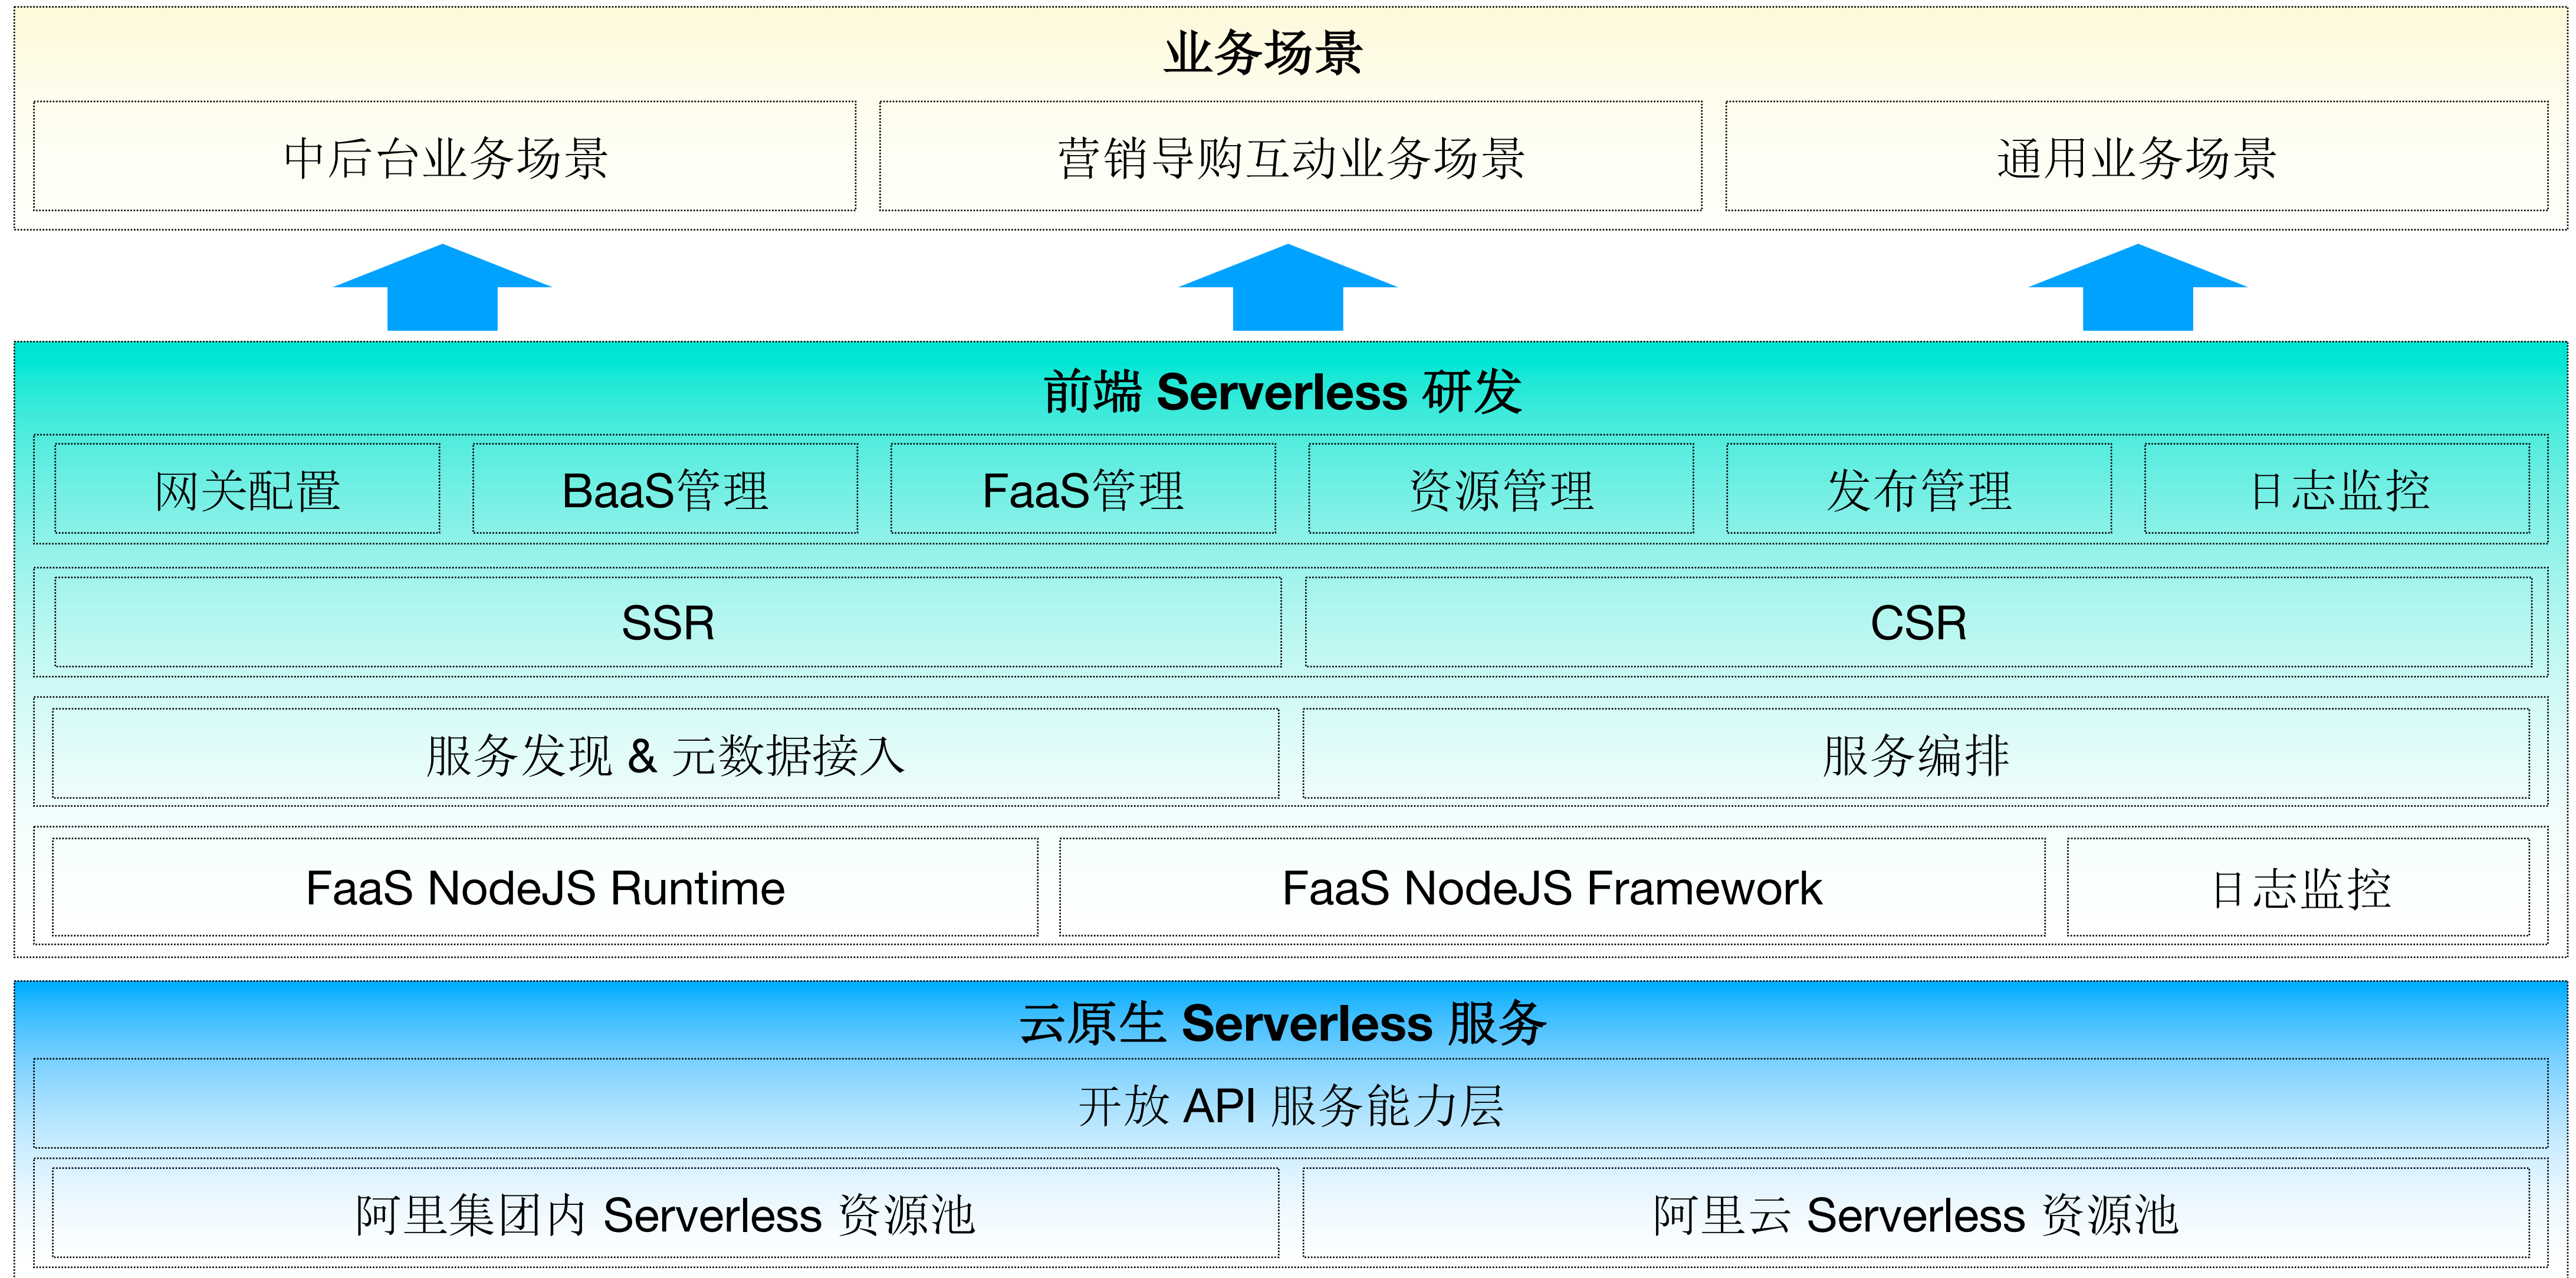 业务场景
中后台业务场景
营销导购互动业务场景
通用业务场景
前端 Serverless 研发
网关配置
BaaS管理
FaaS管理
资源管理
发布管理
日志监控
SSR
CSR
服务发现 & 元数据接入
服务编排
FaaS NodeJS Runtime
FaaS NodeJS Framework
日志监控
云原生 Serverless 服务
开放 API 服务能力层
阿里集团内 Serverless 资源池
阿里云 Serverless 资源池